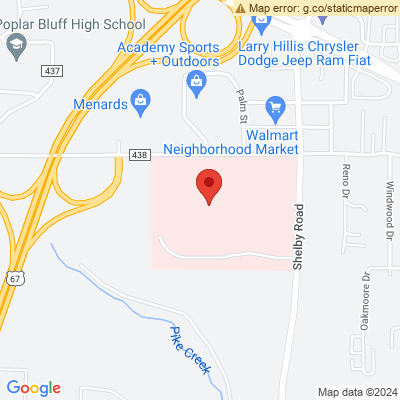 Map error: g.co/staticmaperror
Poplar Bluff High School
Larry Hillis Chrysler
Dodge Jeep Ram Fiat
Academy Sports
+ Outdoors
437
Palm St
Menards
Walmart
Neighborhood Market
438
Reno Dr
Windwood Dr
Shelby Road
67
Oakmoore Dr
Pike Creek
Google
Map data ©2024